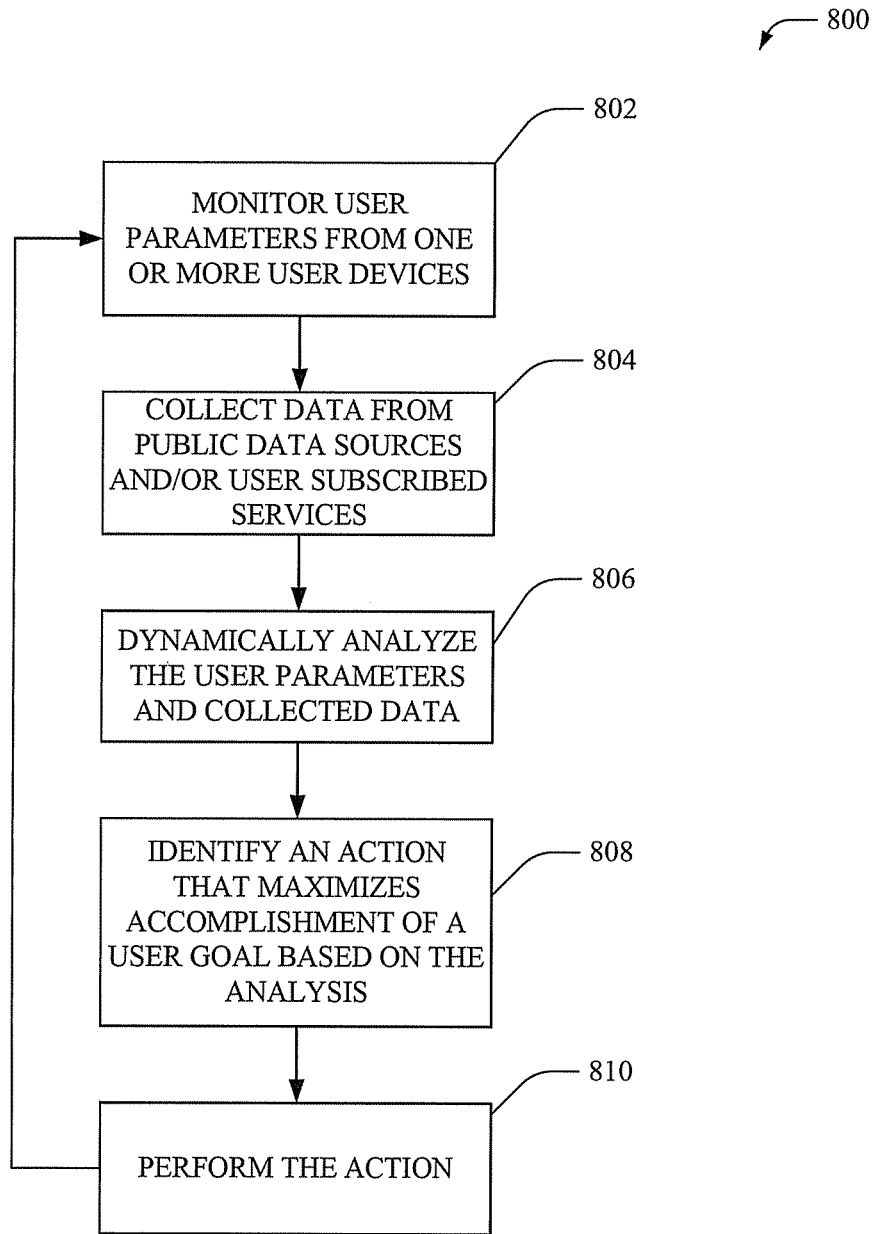 800
802
MONITOR USER
PARAMETERS FROM ONE
OR MORE USER DEVICES
804
COLLECT DATA FROM
PUBLIC DATA SOURCES
AND/OR USER SUBSCRIBED
SERVICES
806
DYNAMICALLY ANALYZE
THE USER PARAMETERS
AND COLLECTED DATA
808
IDENTIFY AN ACTION
THAT MAXIMIZES
ACCOMPLISHMENT OF A
USER GOAL BASED ON THE
ANALYSIS
810
PERFORM THE ACTION